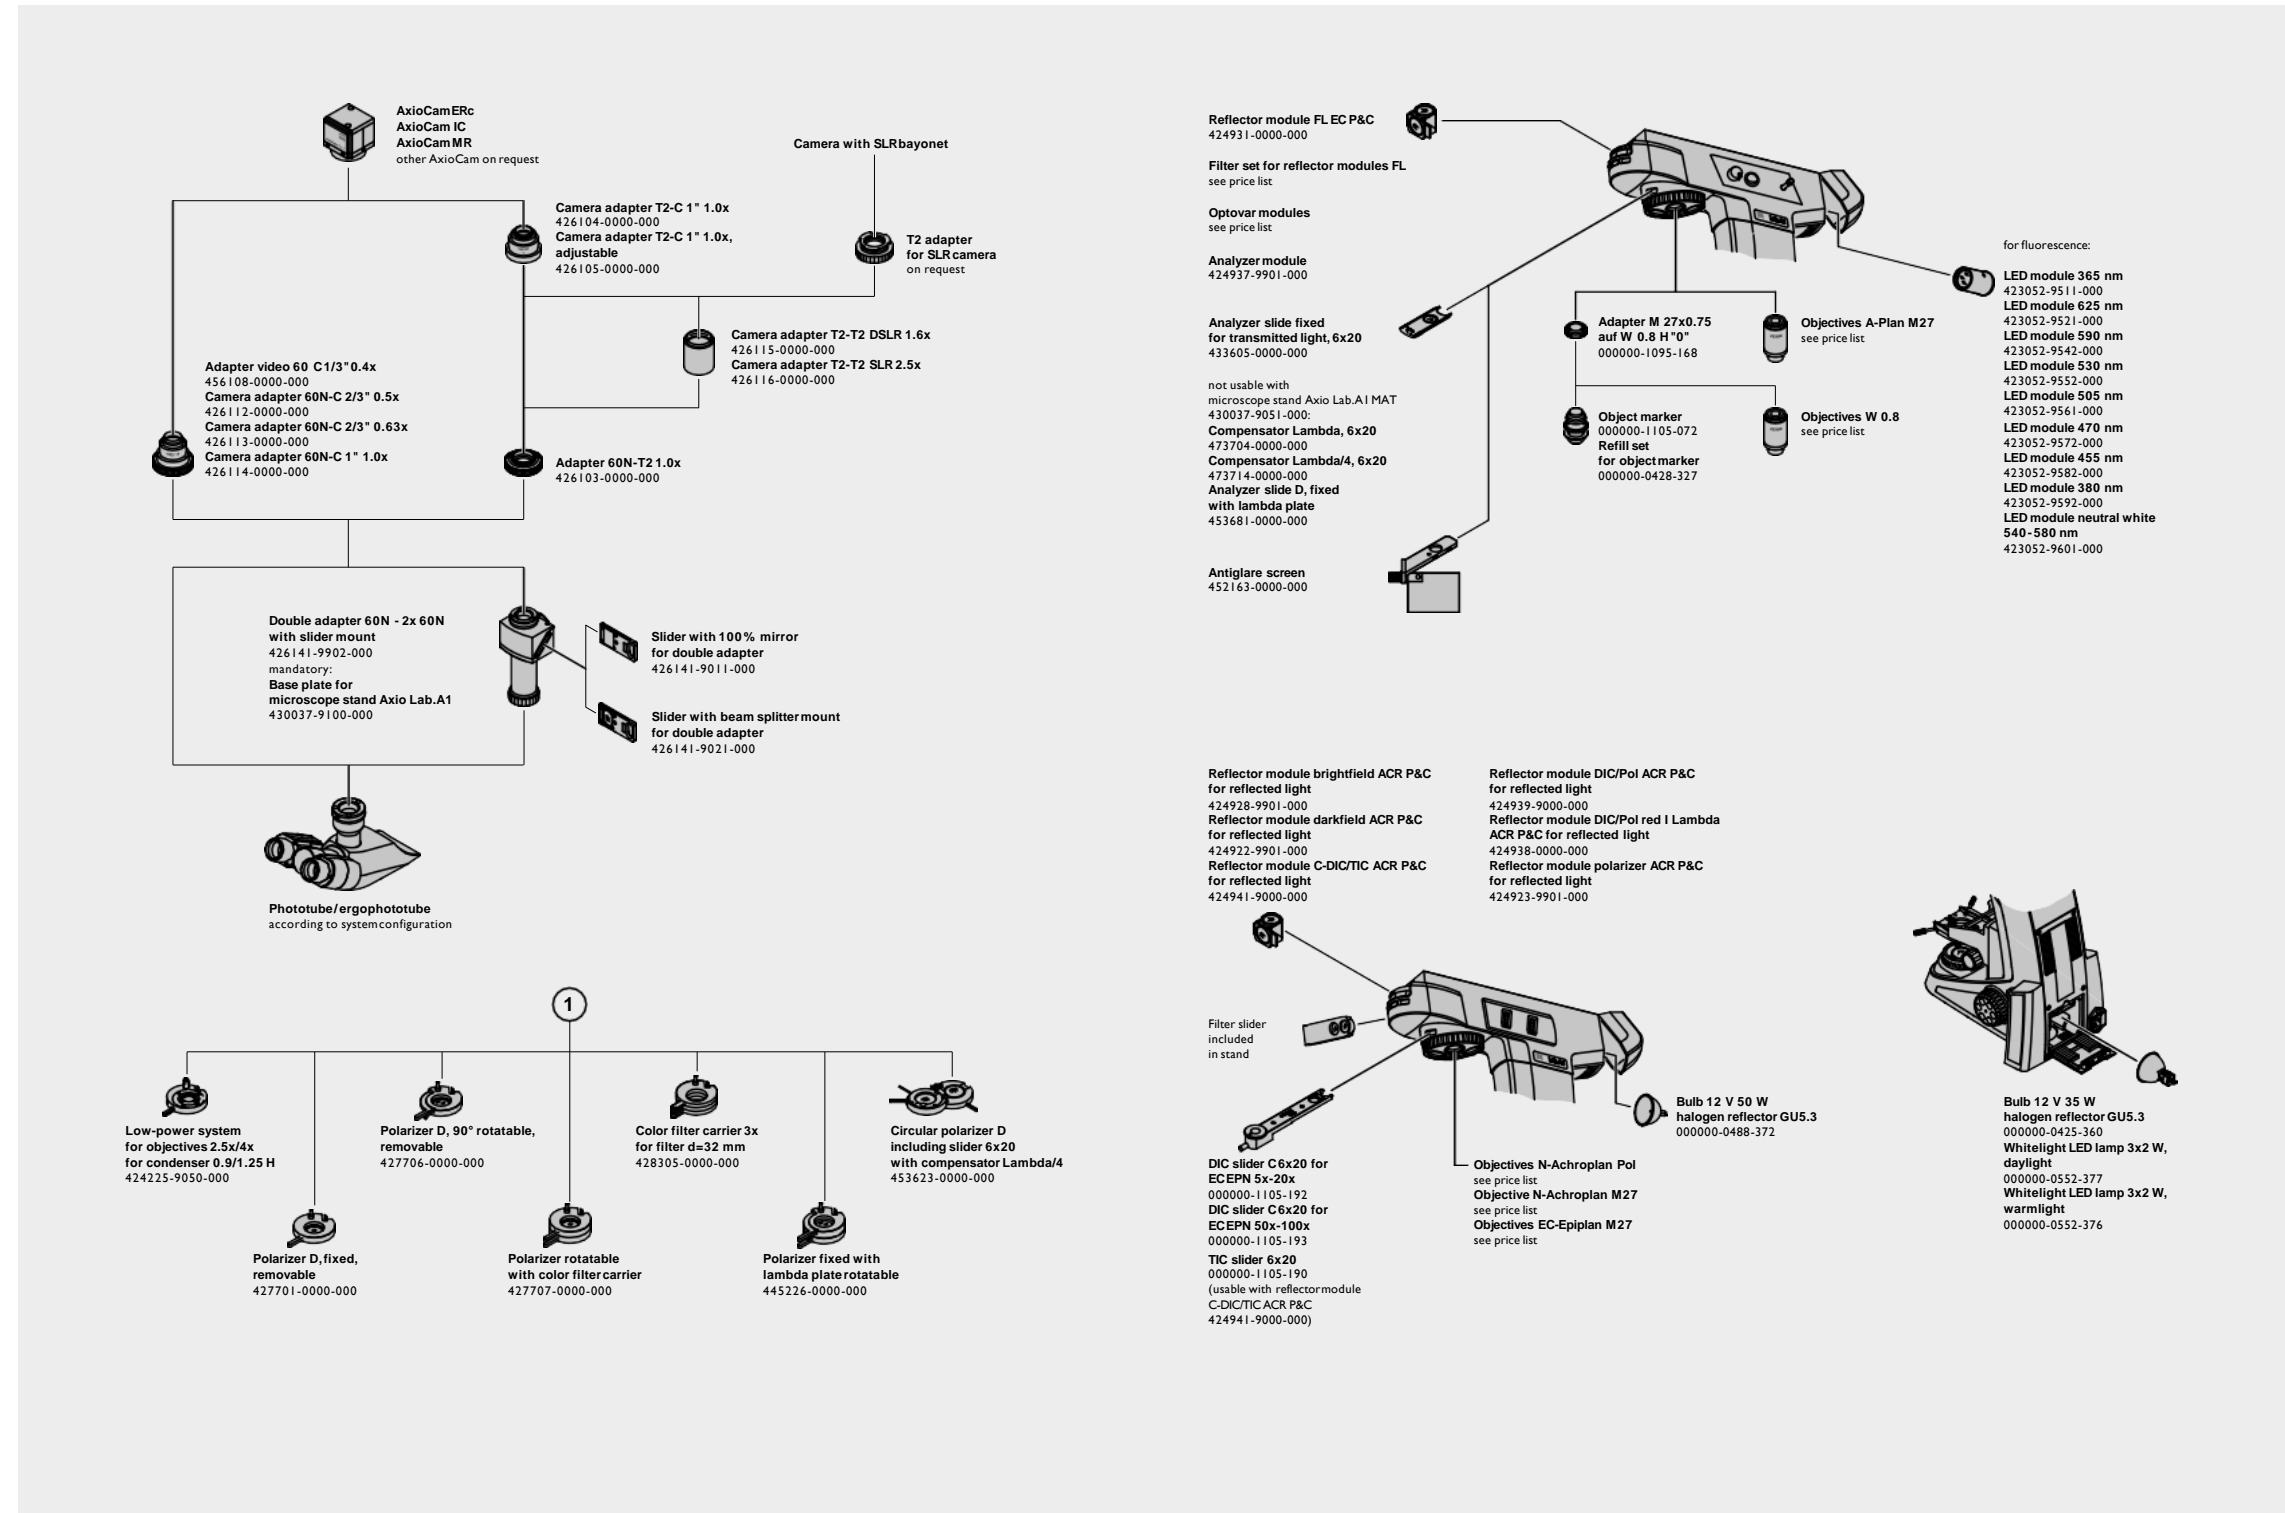 AxioCam ERc
AxioCam IC
AxioCam MR
other AxioCam on request
Camera with SLR bayonet
Camera adapter T2-C 1" 1.0x
426104-0000-000
Camera adapter T2-C 1" 1.0x,
adjustable
426105-0000-000
T2 adapter
for SLR camera
on request
Camera adapter T2-T2 DSLR 1.6x
426115-0000-000
Camera adapter T2-T2 SLR 2.5x
426116-0000-000
Adapter video 60 C 1/3" 0.4x
456108-0000-000
Camera adapter 60N-C 2/3" 0.5x
426112-0000-000
Camera adapter 60N-C 2/3" 0.63x
426113-0000-000
Camera adapter 60N-C 1" 1.0x
426114-0000-000
Adapter 60N-T2 1.0x
426103-0000-000
Double adapter 60N - 2x 60N
with slider mount
426141-9902-000
mandatory:
Base plate for
microscope stand Axio Lab.A1
430037-9100-000
Slider with 100% mirror
for double adapter
426141-9011-000
Slider with beam splitter mount
for double adapter
426141-9021-000
Phototube/ergophototube
according to system configuration
1
Low-power system
for objectives 2.5x/4x
for condenser 0.9/1.25 H
424225-9050-000
Polarizer D, 90° rotatable,
removable
427706-0000-000
Color filter carrier 3x
for filter d=32 mm
428305-0000-000
Circular polarizer D
including slider 6x20
with compensator Lambda/4
453623-0000-000
Polarizer D, fixed,
removable
427701-0000-000
Polarizer rotatable
with color filter carrier
427707-0000-000
Polarizer fixed with
lambda plate rotatable
445226-0000-000
Reflector module FL EC P&C
424931-0000-000
Filter set for reflector modules FL
see price list
Optovar modules
see price list
Analyzer module
424937-9901-000
Analyzer slide fixed
for transmitted light, 6x20
433605-0000-000
not usable with
microscope stand Axio Lab.A1 MAT
430037-9051-000:
Compensator Lambda, 6x20
473704-0000-000
Compensator Lambda/4, 6x20
473714-0000-000
Analyzer slide D, fixed
with lambda plate
453681-0000-000
Antiglare screen
452163-0000-000
Adapter M 27x0.75
auf W 0.8 H "0"
000000-1095-168
Objectives A-Plan M27
see price list
Object marker
000000-1105-072
Refill set
for object marker
000000-0428-327
Objectives W 0.8
see price list
for fluorescence:
LED module 365 nm
423052-9511-000
LED module 625 nm
423052-9521-000
LED module 590 nm
423052-9542-000
LED module 530 nm
423052-9552-000
LED module 505 nm
423052-9561-000
LED module 470 nm
423052-9572-000
LED module 455 nm
423052-9582-000
LED module 380 nm
423052-9592-000
LED module neutral white
540-580 nm
423052-9601-000
Reflector module brightfield ACR P&C
for reflected light
424928-9901-000
Reflector module darkfield ACR P&C
for reflected light
424922-9901-000
Reflector module C-DIC/TIC ACR P&C
for reflected light
424941-9000-000
Reflector module DIC/Pol ACR P&C
for reflected light
424939-9000-000
Reflector module DIC/Pol red I Lambda
ACR P&C for reflected light
424938-0000-000
Reflector module polarizer ACR P&C
for reflected light
424923-9901-000
Filter slider
included
in stand
DIC slider C 6x20 for
EC EPN 5x-20x
000000-1105-192
DIC slider C 6x20 for
EC EPN 50x-100x
000000-1105-193
TIC slider 6x20
000000-1105-190
(usable with reflector module
C-DIC/TIC ACR P&C
424941-9000-000)
Objectives N-Achroplan Pol
see price list
Objective N-Achroplan M27
see price list
Objectives EC-Epiplan M27
see price list
Bulb 12 V 50 W
halogen reflector GU5.3
000000-0488-372
Bulb 12 V 35 W
halogen reflector GU5.3
000000-0425-360
Whitelight LED lamp 3x2 W,
daylight
000000-0552-377
Whitelight LED lamp 3x2 W,
warmlight
000000-0552-376